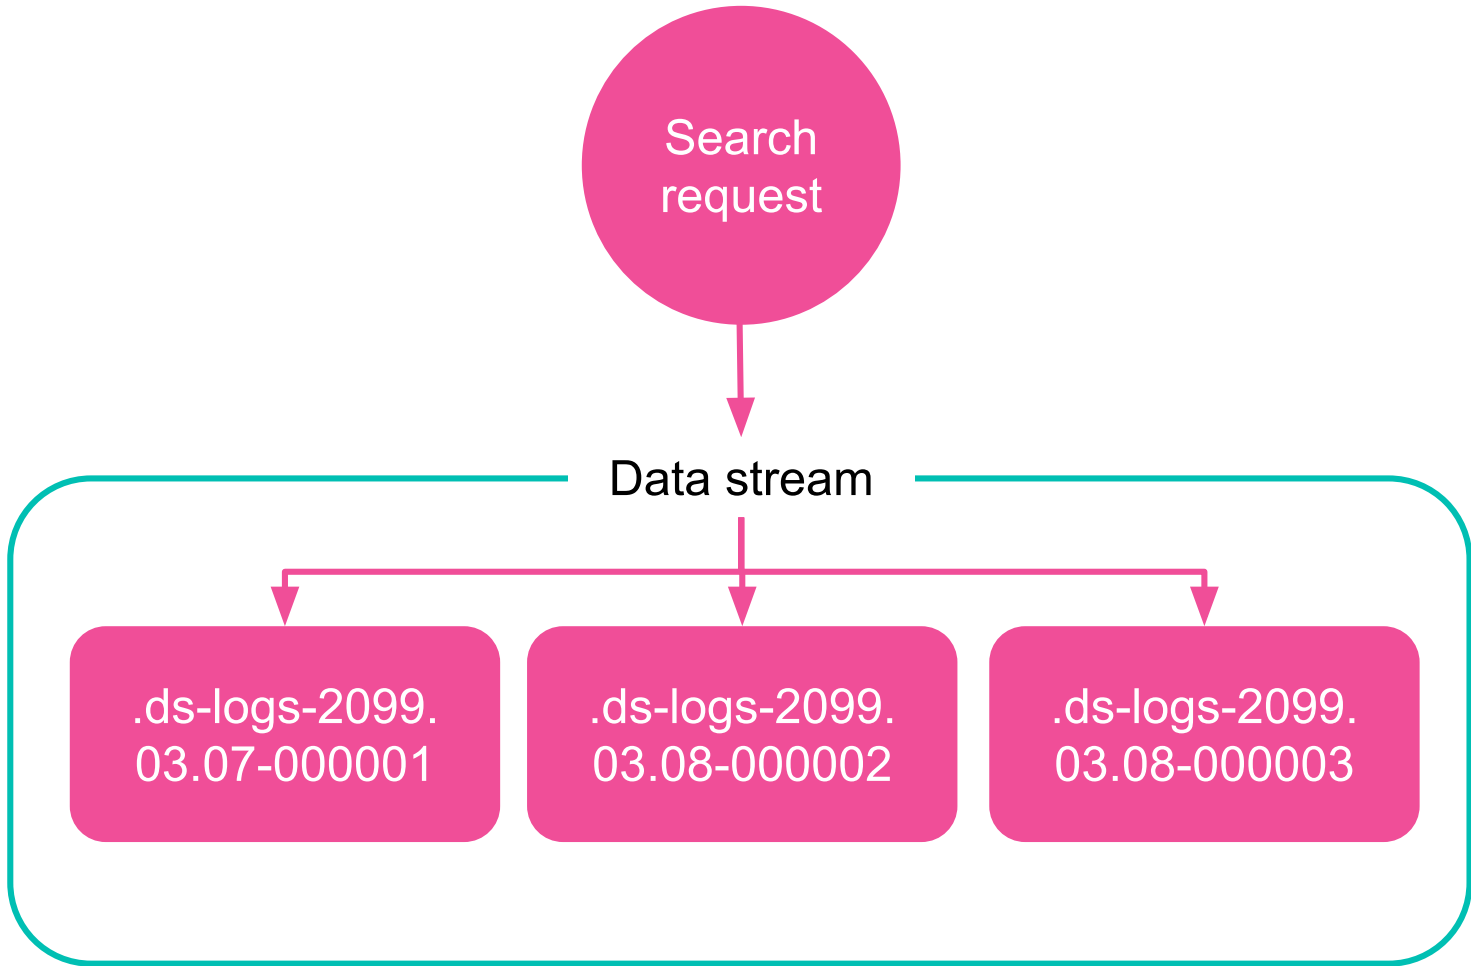 Search
request
Data stream
.ds-logs-2099.
03.07-000001
.ds-logs-2099.
03.08-000002
.ds-logs-2099.
03.08-000003